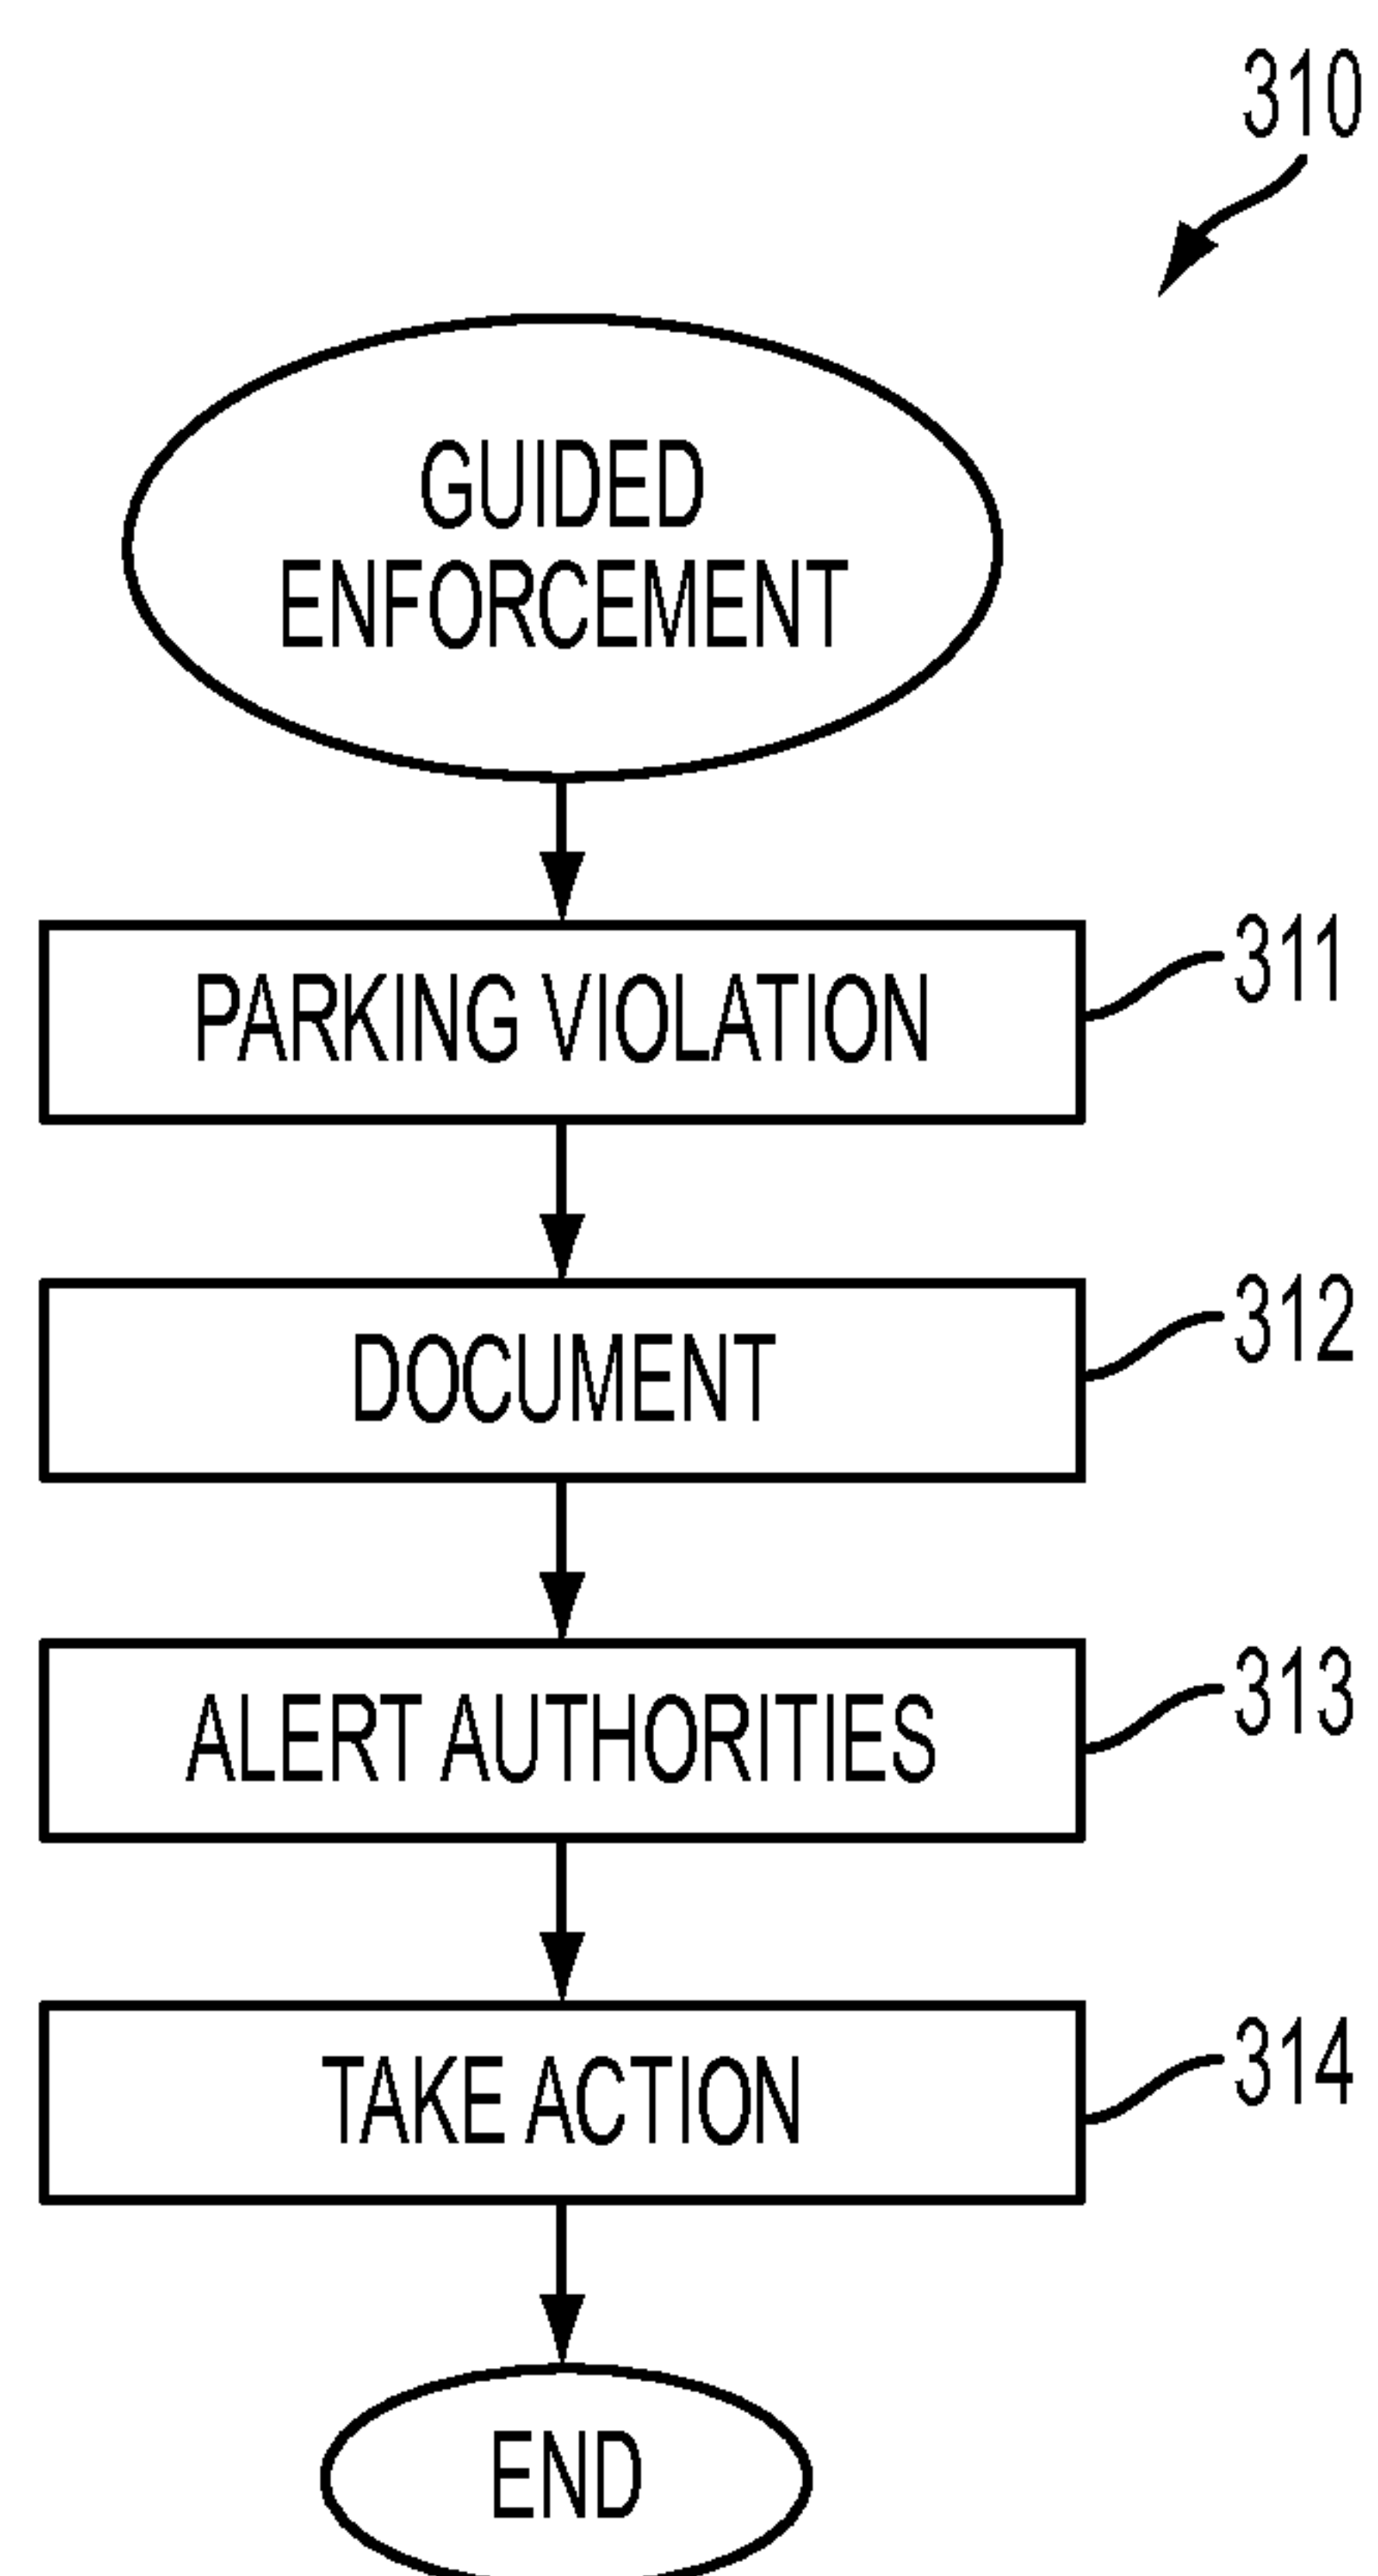 310
GUIDED
ENFORCEMENT
PARKING VIOLATION
311
DOCUMENT
312
ALERT AUTHORITIES
313
TAKE ACTION
314
END